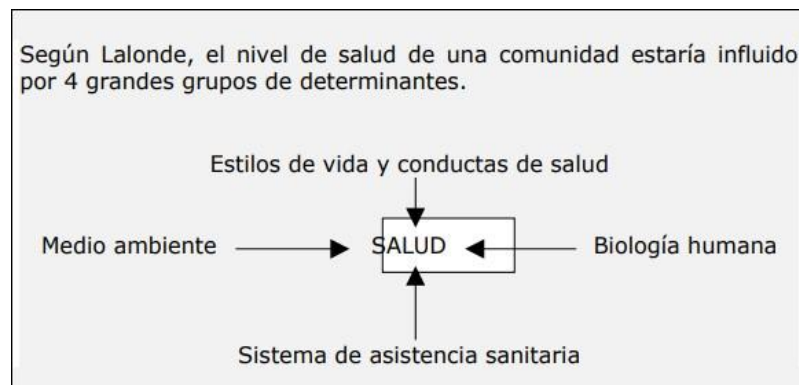 Según Lalonde, el nivel de salud de una comunidad estaría influido
por 4 grandes grupos de determinantes.
Estilos de vida y conductas de salud
Medio ambiente SALUD Biología humana
Sistema de asistencia sanitaria